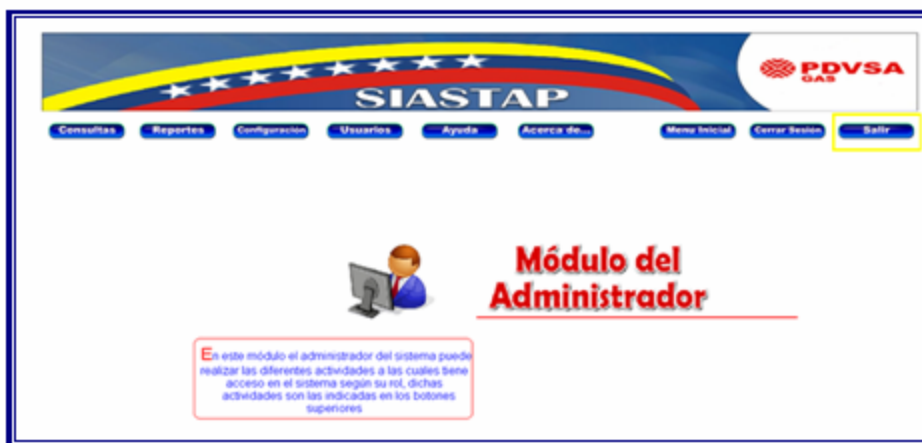 SIASTAP
PDVSA
GAS
Consultas Reportes Configuración Usuarios Ayuda Acerca de... Menu Inicial Cerrar Sesión Salir
Módulo del
Administrador
En este módulo el administrador del sistema puede
realizar las diferentes actividades a las cuales tiene
acceso en el sistema según su rol, dichas
actividades son las indicadas en los botones
superiores